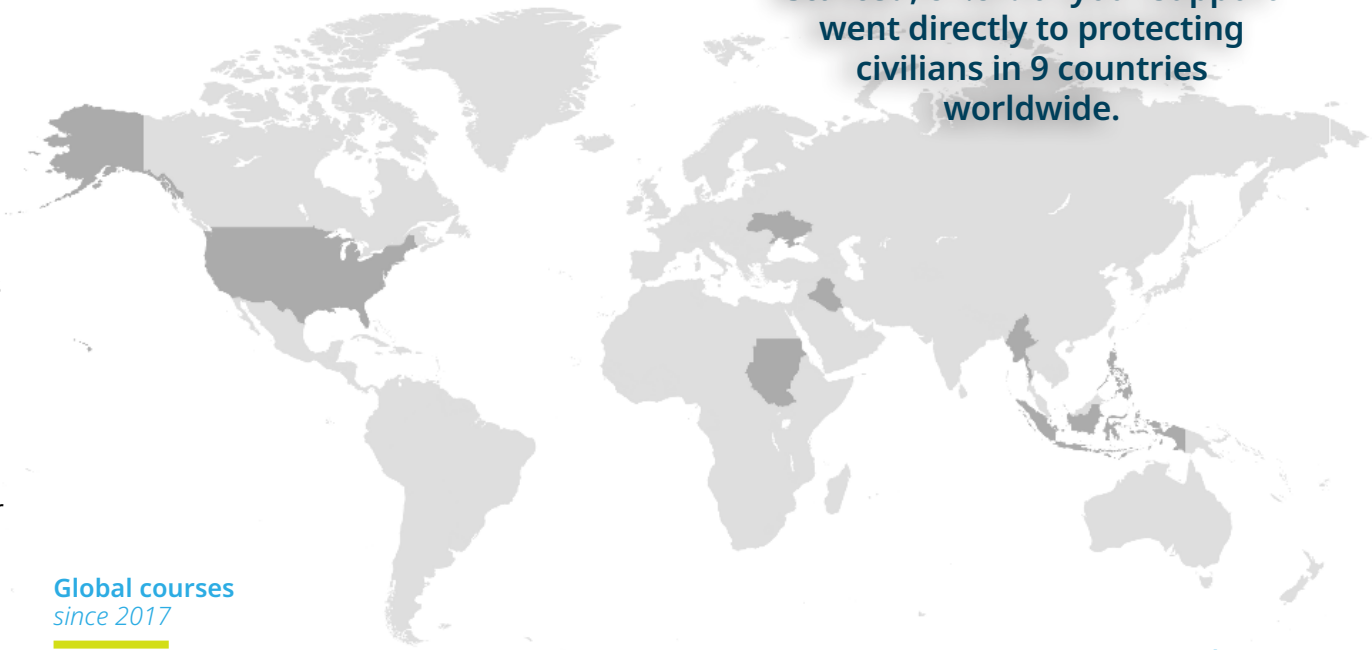 went directly to protecting
civilians in 9 countries
worldwide.
Global courses
since 2017